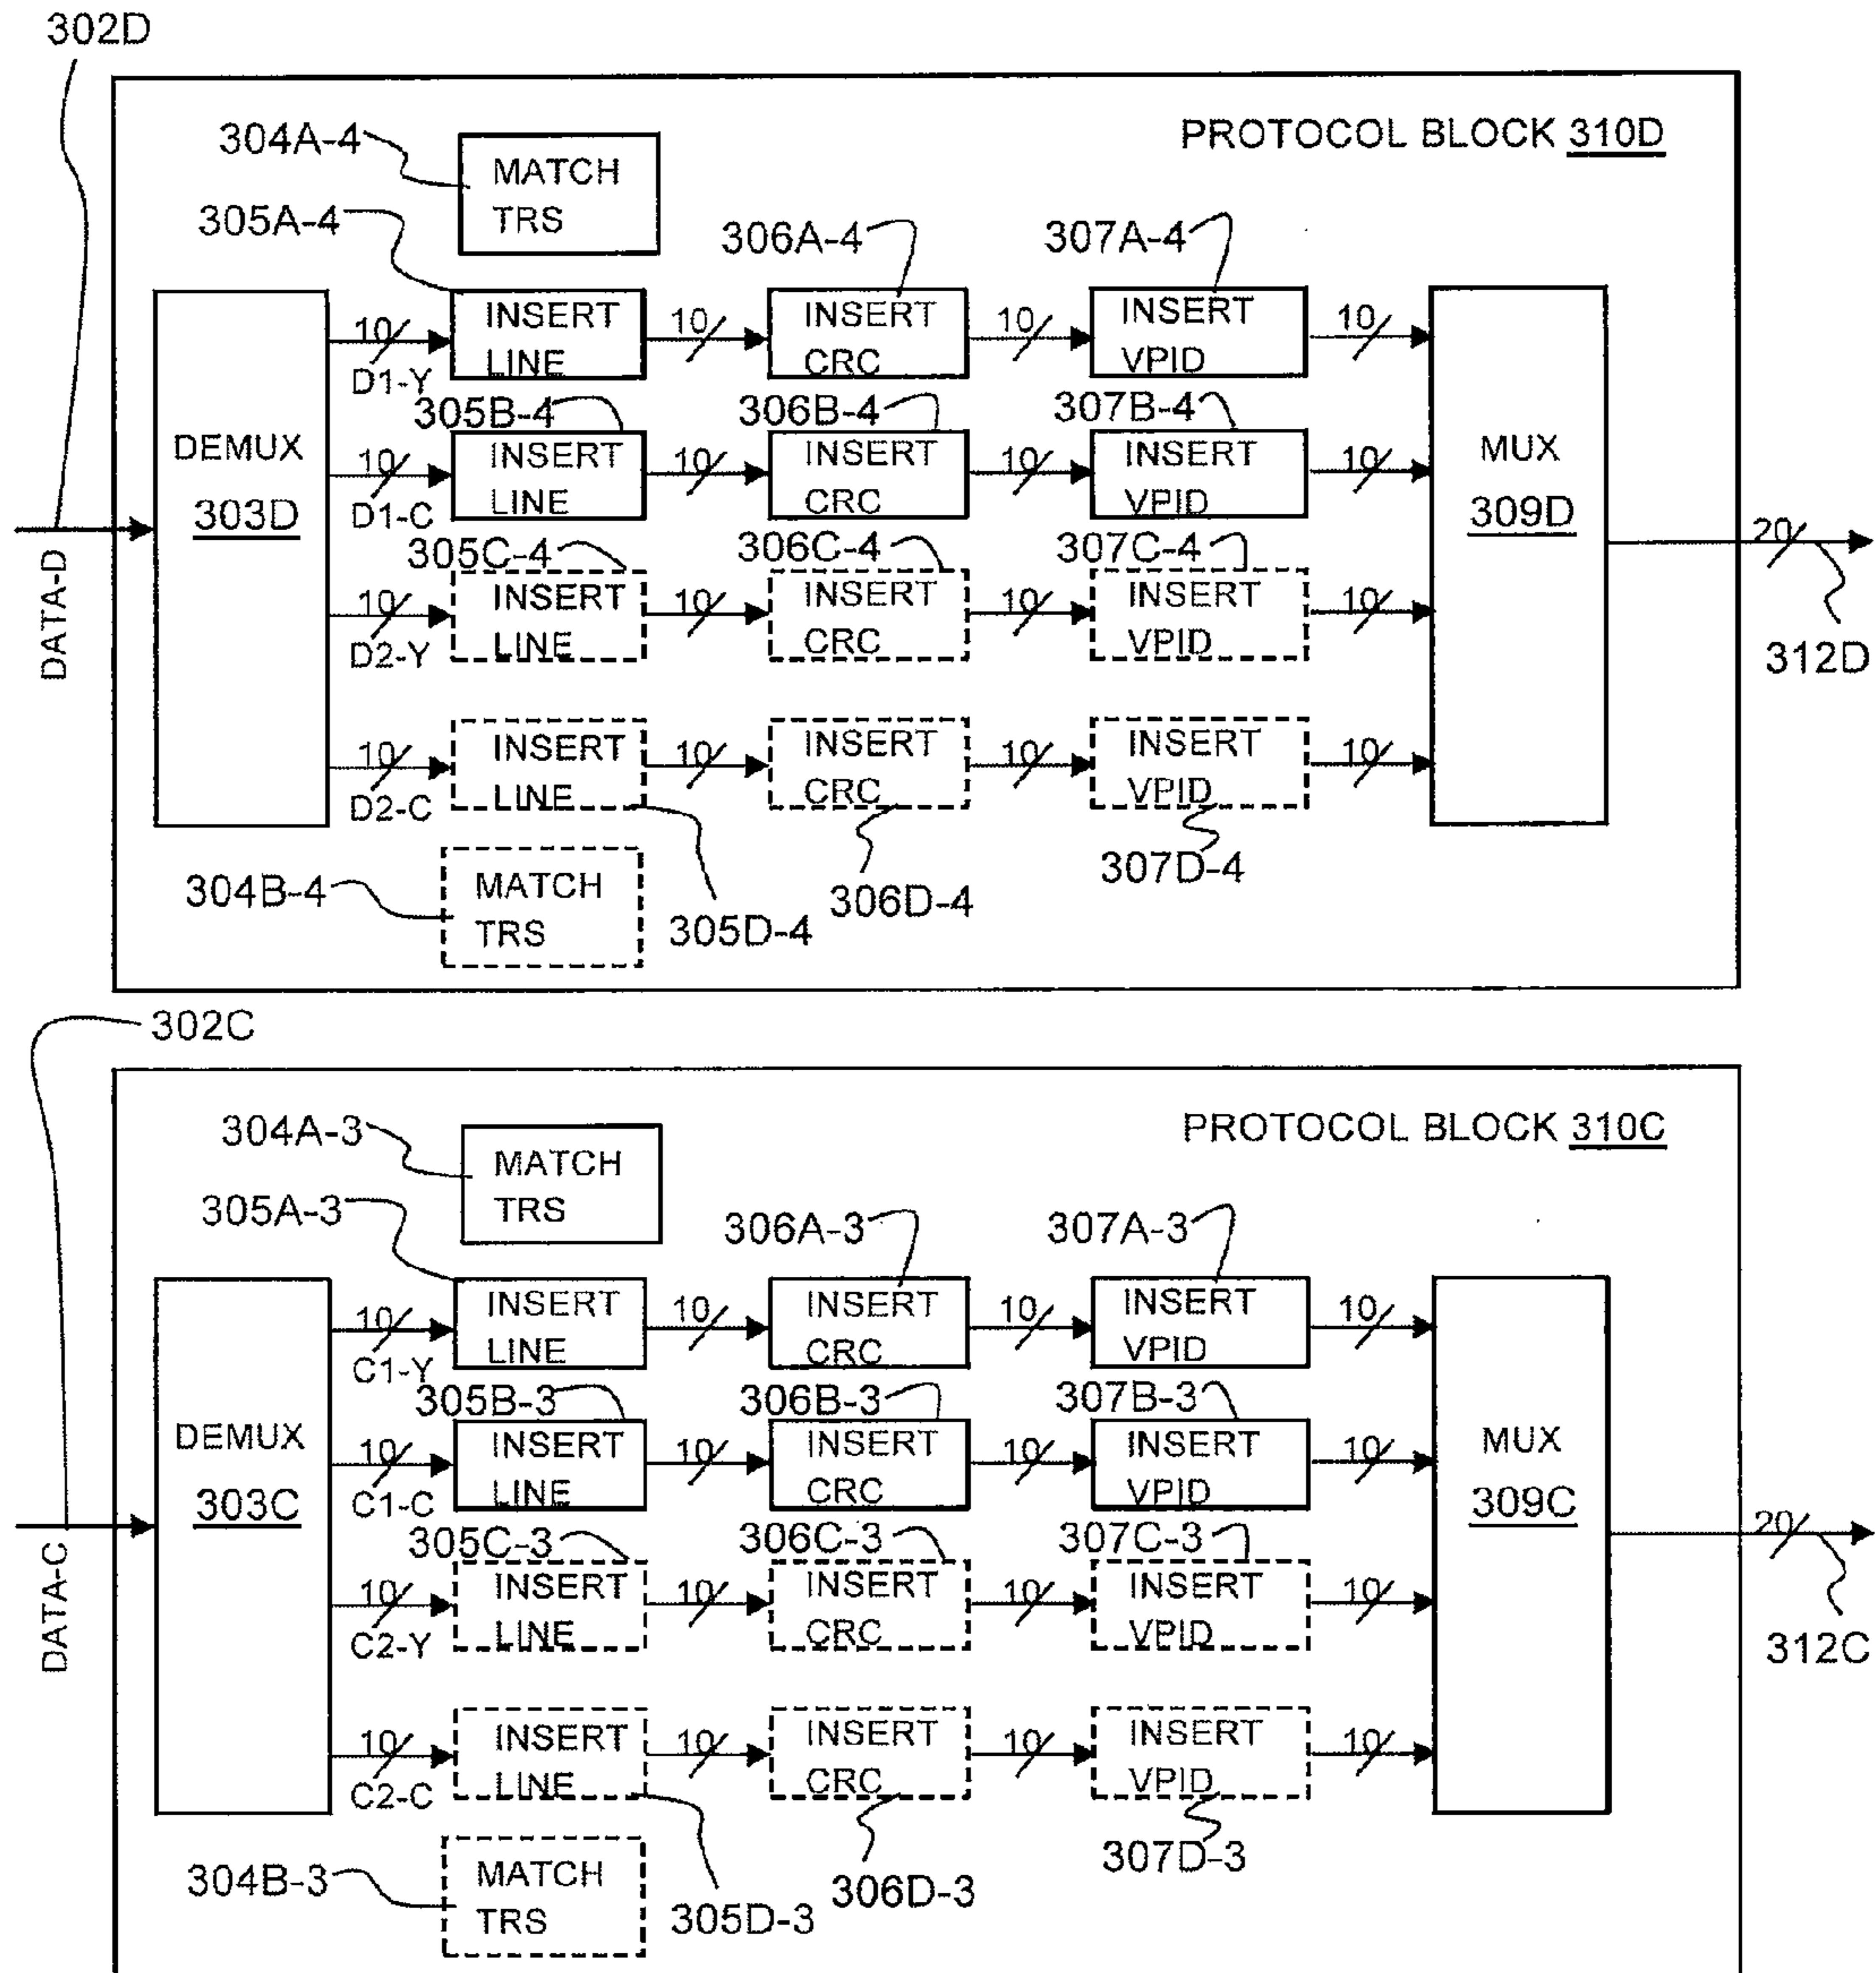 302D
PROTOCOL BLOCK 310D
304A-4
MATCH
TRS
305A-4
306A-4
307A-4
INSERT
LINE
INSERT
CRC
INSERT
VPID
10
10
10
10
D1-Y
305B-4
306B-4
307B-4
DEMUX
303D
INSERT
LINE
INSERT
CRC
INSERT
VPID
MUX
309D
10
10
10
10
D1-C
305C-4
306C-4
307C-4
20
312D
DATA-D
INSERT
LINE
INSERT
CRC
INSERT
VPID
10
10
10
10
D2-Y
INSERT
LINE
INSERT
CRC
INSERT
VPID
10
10
10
10
D2-C
304B-4
MATCH
TRS
305D-4
306D-4
307D-4
302C
PROTOCOL BLOCK 310C
304A-3
MATCH
TRS
305A-3
306A-3
307A-3
INSERT
LINE
INSERT
CRC
INSERT
VPID
10
10
10
10
C1-Y
305B-3
306B-3
307B-3
DEMUX
303C
INSERT
LINE
INSERT
CRC
INSERT
VPID
MUX
309C
10
10
10
10
C1-C
305C-3
306C-3
307C-3
20
312C
DATA-C
INSERT
LINE
INSERT
CRC
INSERT
VPID
10
10
10
10
C2-Y
INSERT
LINE
INSERT
CRC
INSERT
VPID
10
10
10
10
C2-C
304B-3
MATCH
TRS
305D-3
306D-3
307D-3